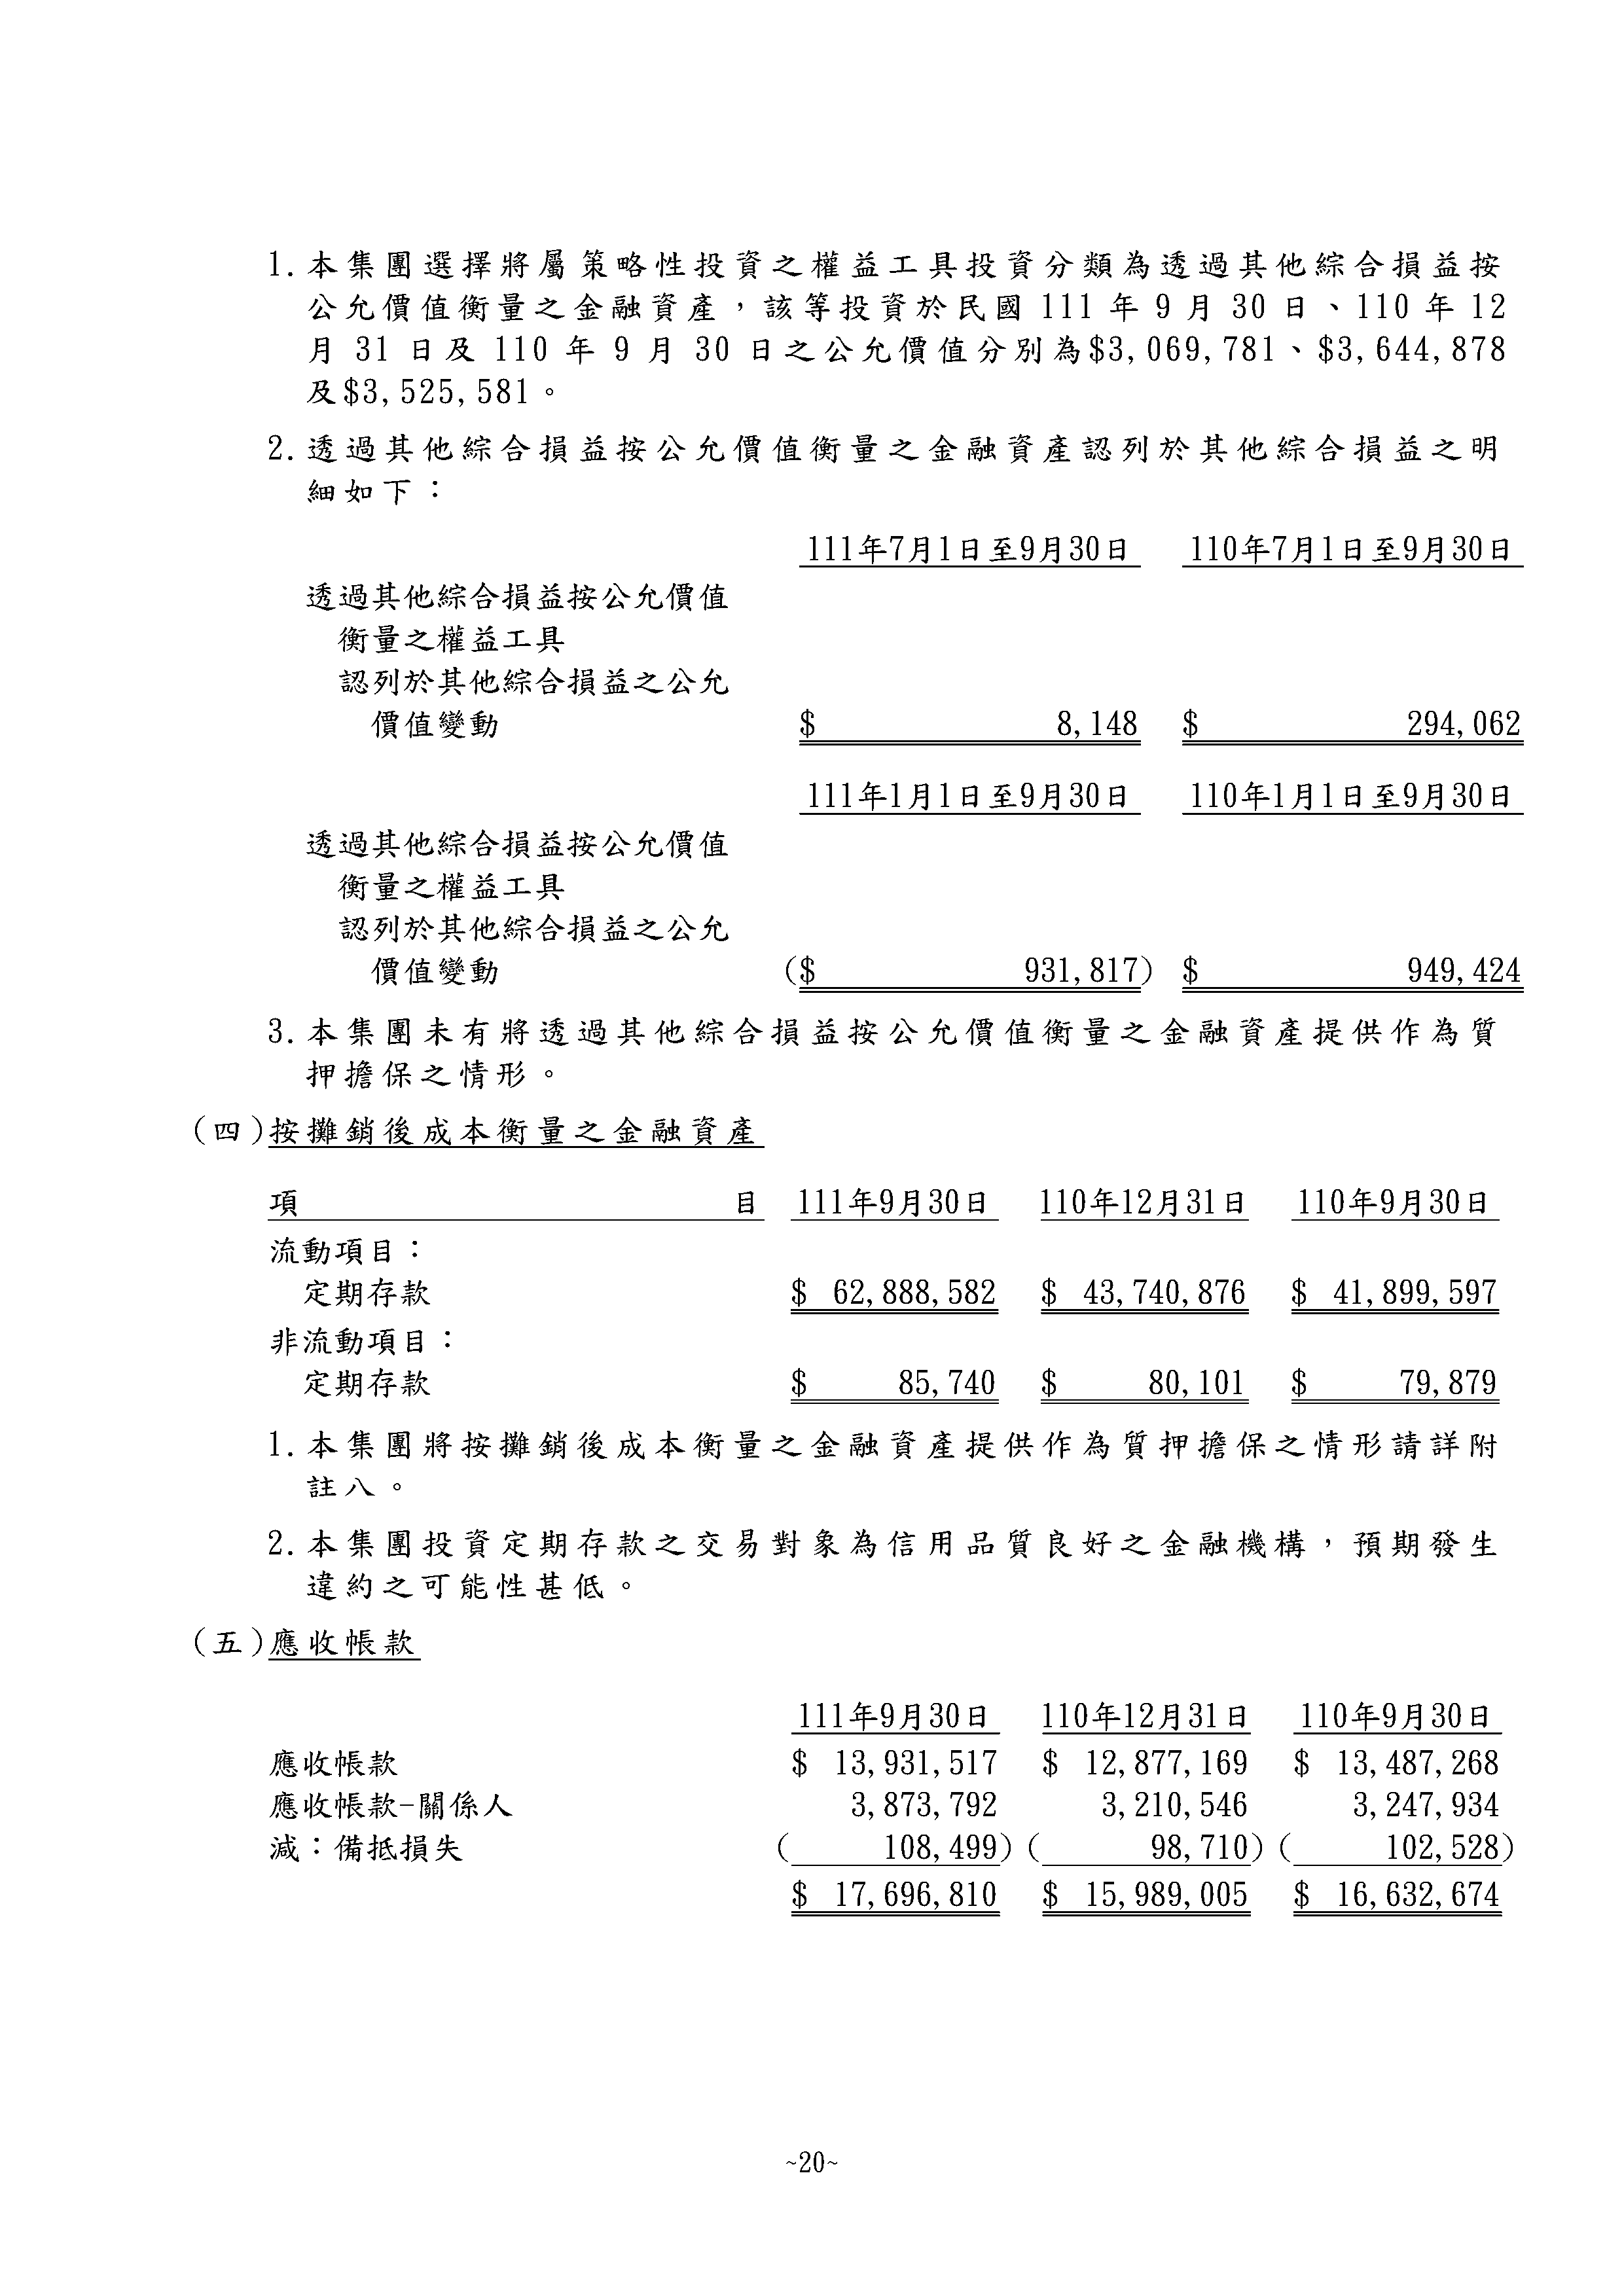 1.本集團選擇將屬策略性投資之權益工具投資分類為透過其他綜合損益按
公允價值衡量之金融資產，該等投資於民國 111 年 9 月 30 日、110 年 12
月 31 日及 110 年 9 月 30 日之公允價值分別為$3,069,781、$3,644,878
及$3,525,581。
2.透過其他綜合損益按公允價值衡量之金融資產認列於其他綜合損益之明
細如下：
111年7月1日至9月30日 110年7月1日至9月30日
透過其他綜合損益按公允價值
衡量之權益工具
認列於其他綜合損益之公允
價值變動 $ 8,148 $ 294,062
111年1月1日至9月30日 110年1月1日至9月30日
透過其他綜合損益按公允價值
衡量之權益工具
認列於其他綜合損益之公允
價值變動 ($ 931,817) $ 949,424
3.本集團未有將透過其他綜合損益按公允價值衡量之金融資產提供作為質
押擔保之情形。
(四)按攤銷後成本衡量之金融資產
項 目 111年9月30日 110年12月31日 110年9月30日
流動項目：
定期存款 $ 62,888,582 $ 43,740,876 $ 41,899,597
非流動項目：
定期存款 $ 85,740 $ 80,101 $ 79,879
1.本集團將按攤銷後成本衡量之金融資產提供作為質押擔保之情形請詳附
註八。
2.本集團投資定期存款之交易對象為信用品質良好之金融機構，預期發生
違約之可能性甚低。
(五)應收帳款
111年9月30日 110年12月31日 110年9月30日
應收帳款 $ 13,931,517 $ 12,877,169 $ 13,487,268
應收帳款-關係人 3,873,792 3,210,546 3,247,934
減：備抵損失 ( 108,499) ( 98,710) ( 102,528)
$ 17,696,810 $ 15,989,005 $ 16,632,674
~20~